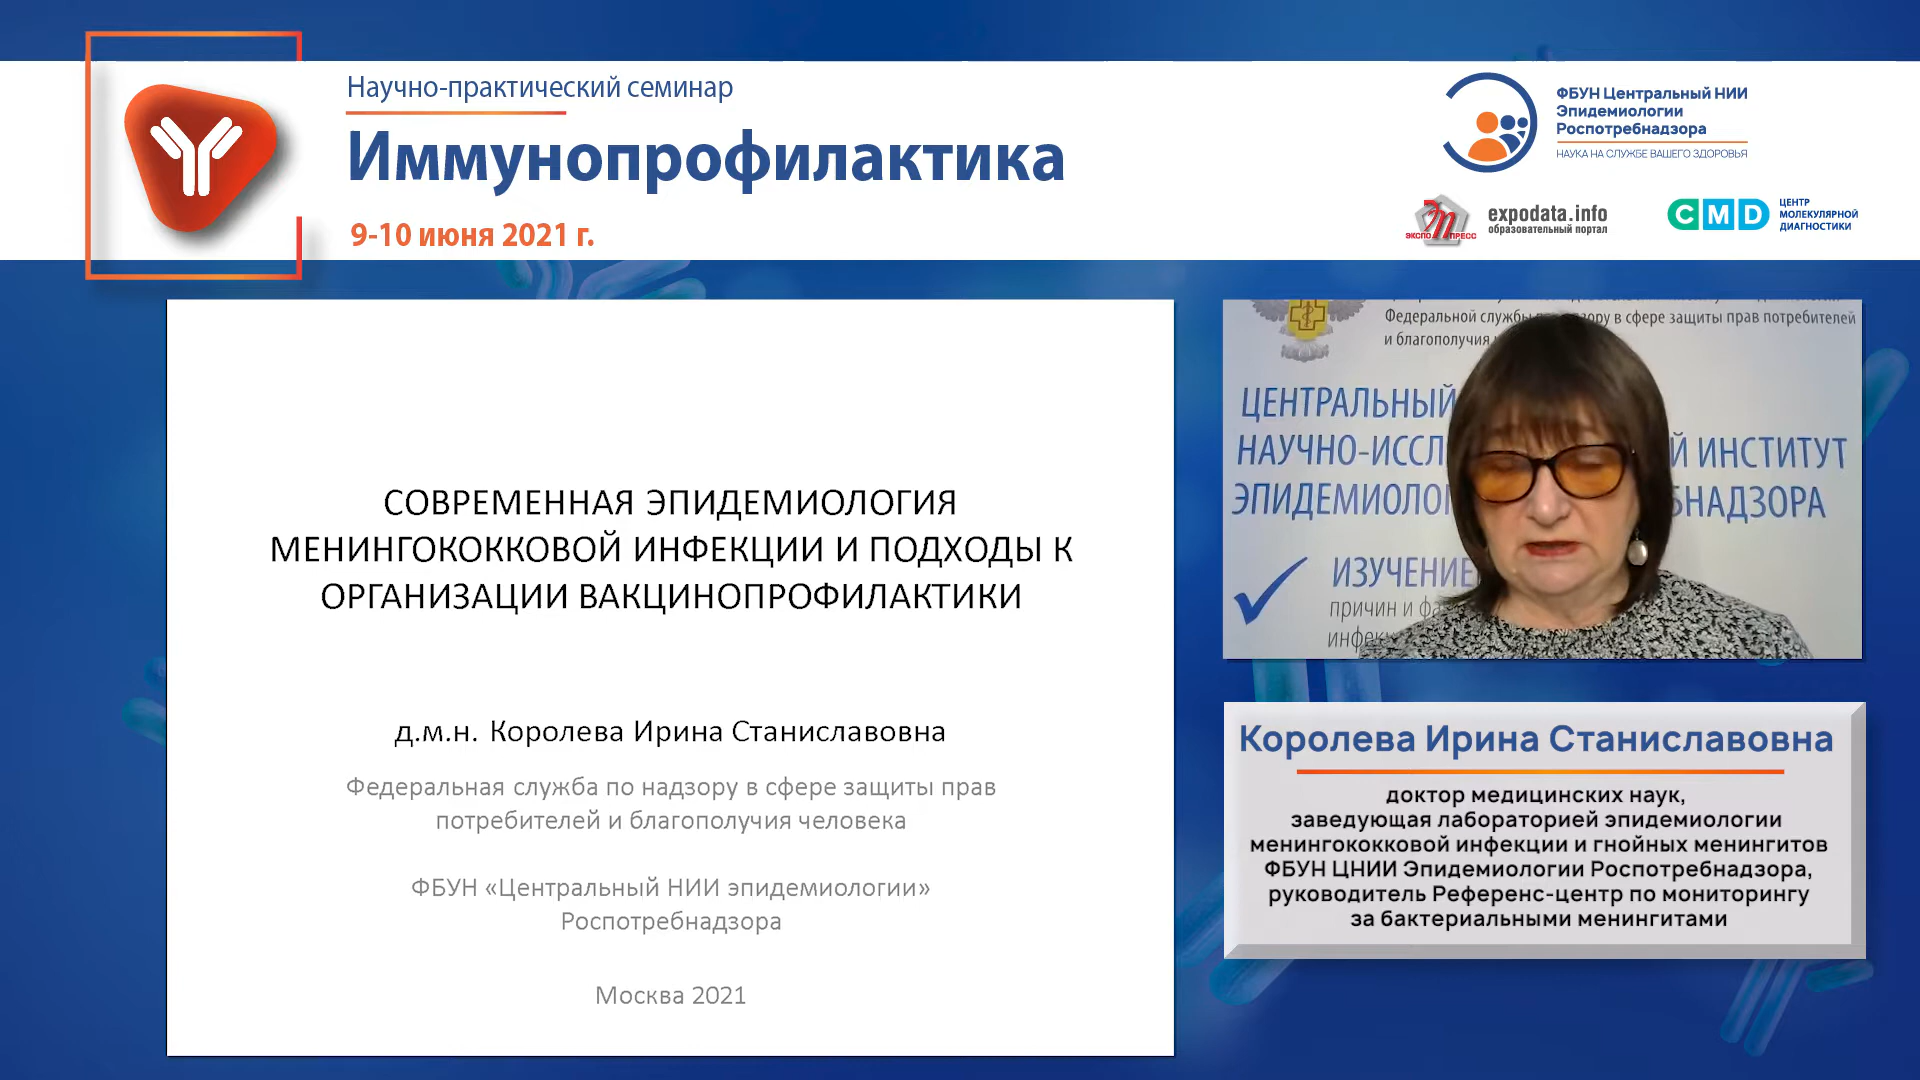 Научно-практический семинар
Иммунопрофилактика
9-10 июня 2021 г.
ФБУН Центральный НИИ
Эпидемиологии
Роспотребнадзора
НАУКА НА СЛУЖБЕ ВАШЕГО ЗДОРОВЬЯ
ЭКСПО ПРЕСС
expodata.info
образовательный портал
CMD
ЦЕНТР
МОЛЕКУЛЯРНОЙ
ДИАГНОСТИКИ
СОВРЕМЕННАЯ ЭПИДЕМИОЛОГИЯ
МЕНИНГОКОККОВОЙ ИНФЕКЦИИ И ПОДХОДЫ К
ОРГАНИЗАЦИИ ВАКЦИНОПРОФИЛАКТИКИ
д.м.н. Королева Ирина Станиславовна
Федеральная служба по надзору в сфере защиты прав
потребителей и благополучия человека
ФБУН «Центральный НИИ эпидемиологии»
Роспотребнадзора
Москва 2021
Федеральной службы по надзору в сфере защиты прав потребителей
и благополучия
ЦЕНТРАЛЬНЫЙ
НАУЧНО-ИССЛ Й ИНСТИТУТ
ЭПИДЕМИОЛОГ БНАДЗОРА
ИЗУЧЕНИЕ
причин и фа
инфек
Королева Ирина Станиславовна
доктор медицинских наук,
заведующая лабораторией эпидемиологии
менингококковой инфекции и гнойных менингитов
ФБУН ЦНИИ Эпидемиологии Роспотребнадзора,
руководитель Референс-центр по мониторингу
за бактериальными менингитами